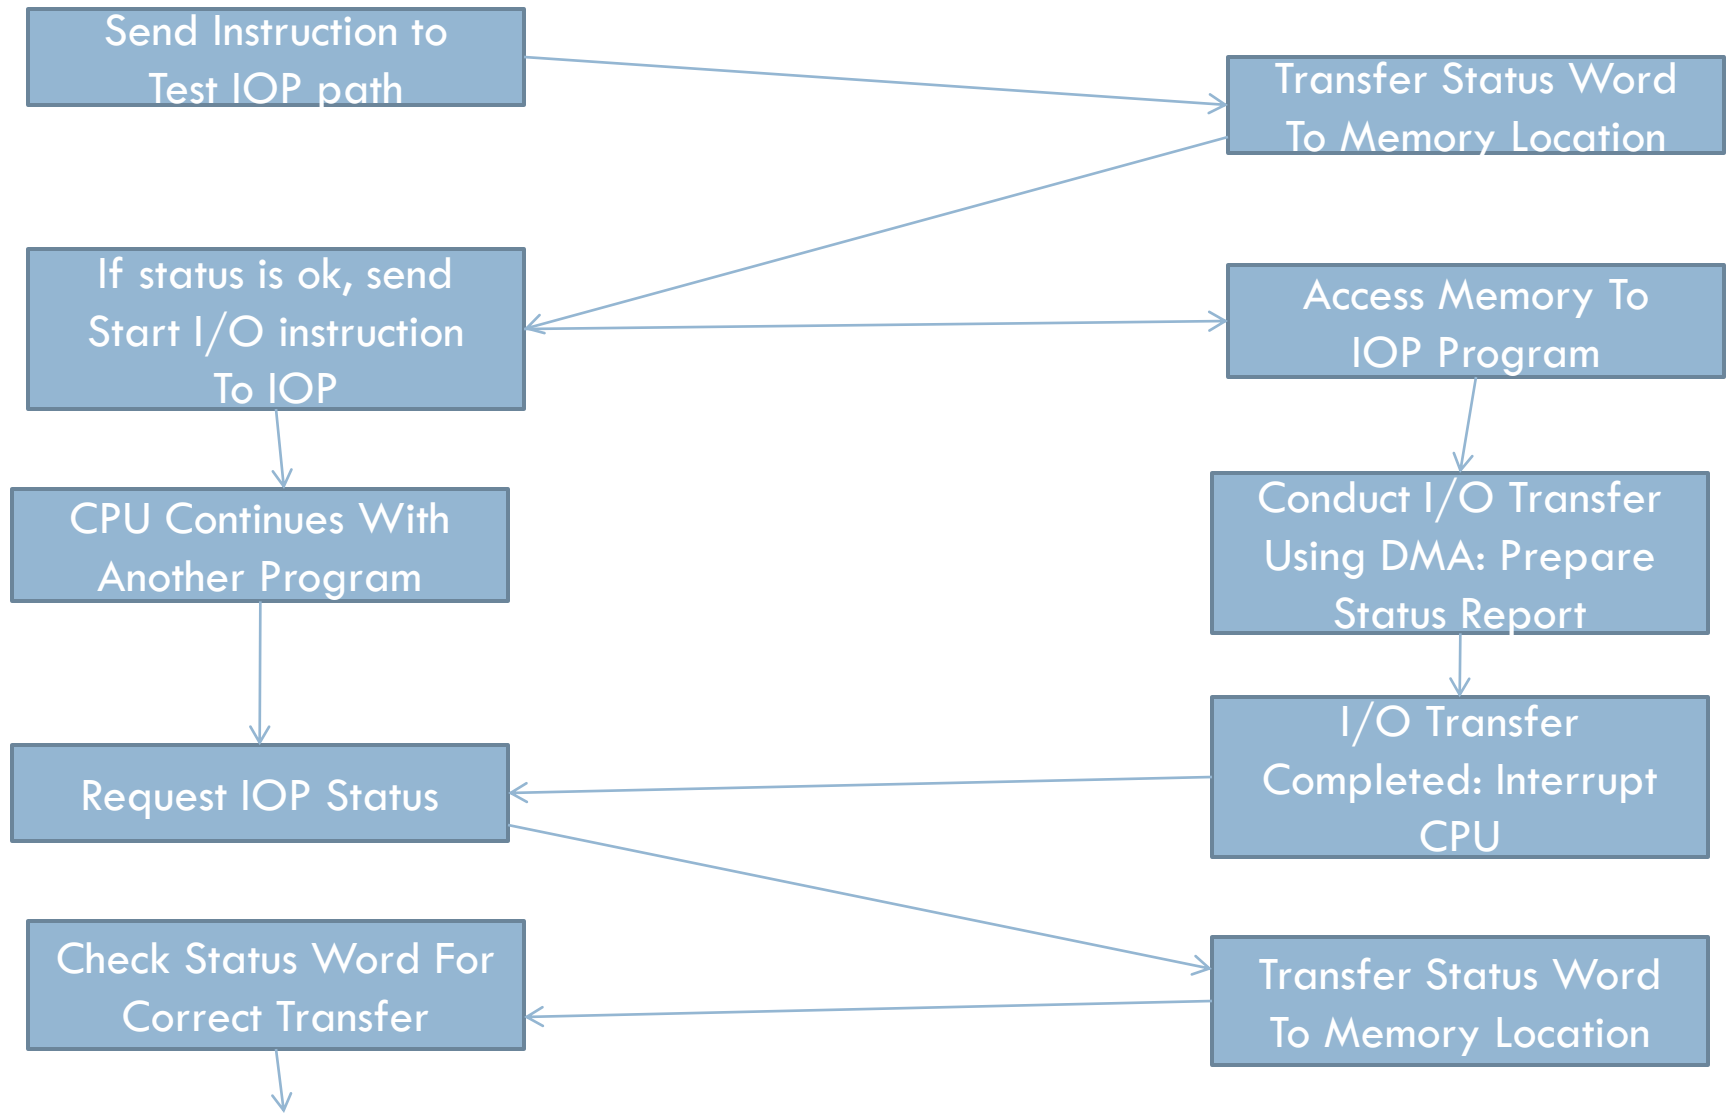 Send Instruction to
Test IOP path
Transfer Status Word
To Memory Location
If status is ok, send
Start I/O instruction
To IOP
Access Memory To
IOP Program
CPU Continues With
Another Program
Conduct I/O Transfer
Using DMA: Prepare
Status Report
Request IOP Status
I/O Transfer
Completed: Interrupt
CPU
Check Status Word For
Correct Transfer
Transfer Status Word
To Memory Location